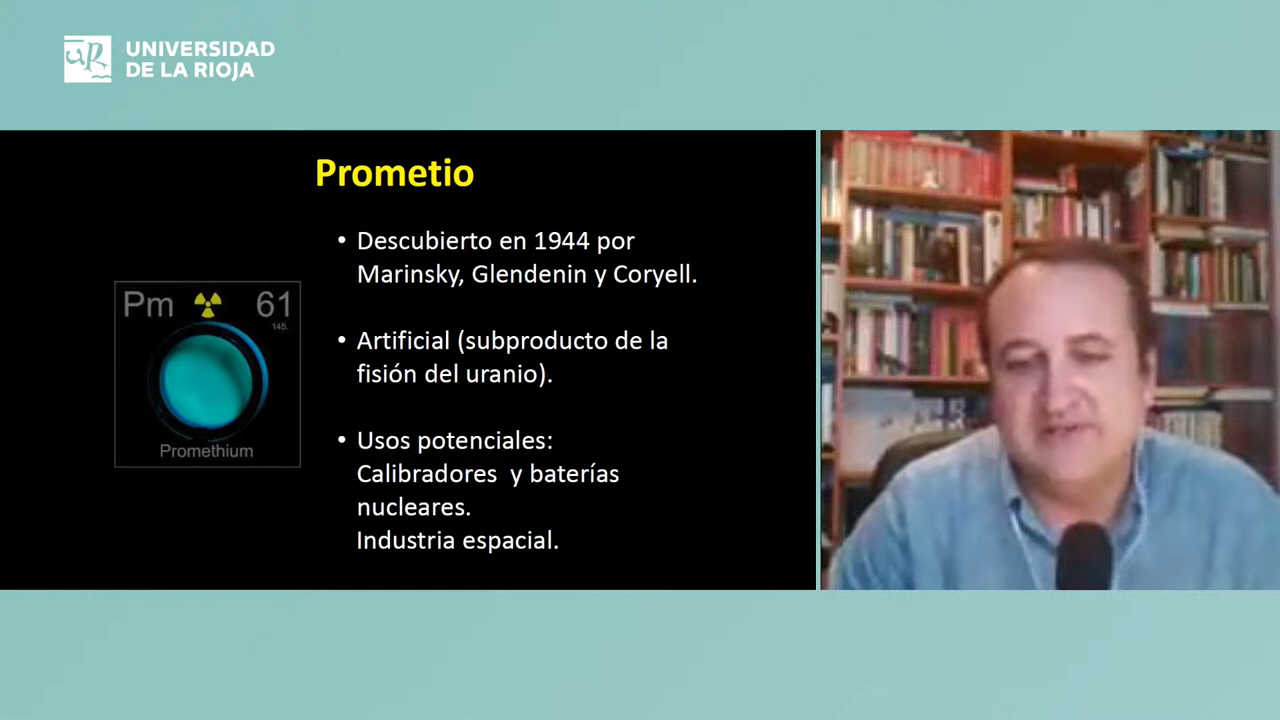 UNIVERSIDAD
DE LA RIOJA
Prometio
• Descubierto en 1944 por
Marinsky, Glendenin y Coryell.
Pm 61
145.
Promethium
• Artificial (subproducto de la
fisión del uranio).
• Usos potenciales:
Calibradores y baterías
nucleares.
Industria espacial.